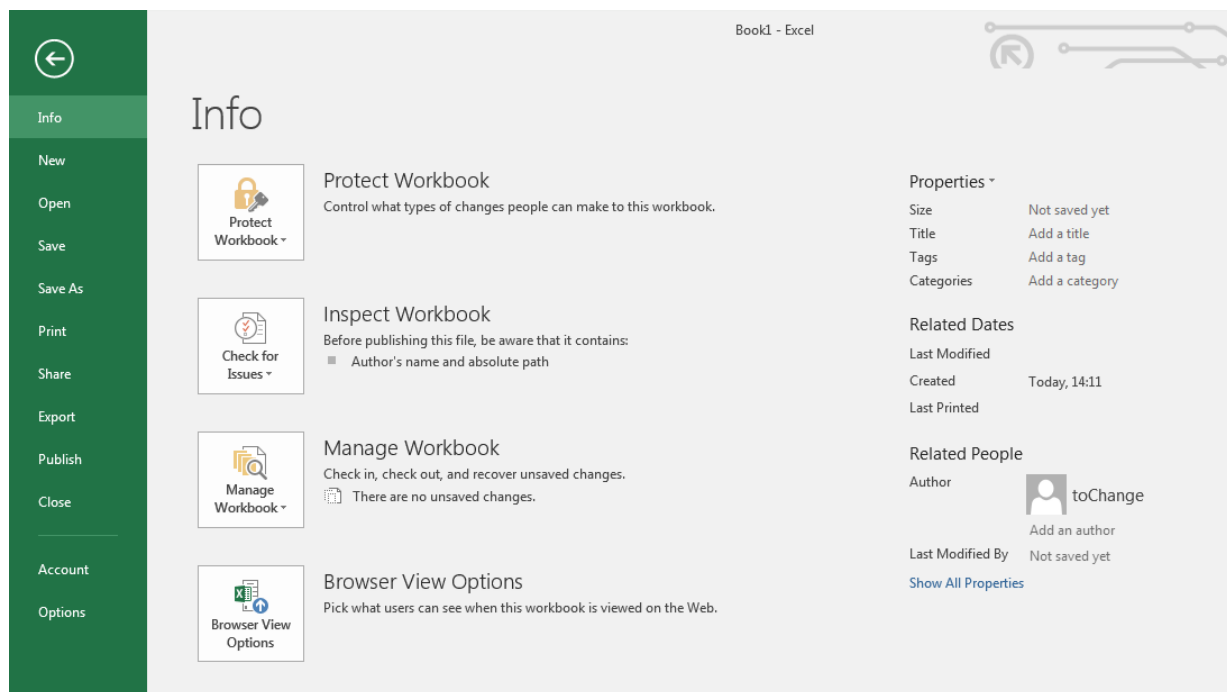 Book1 - Excel
Info
New
Open
Save
Save As
Print
Share
Export
Publish
Close
Account
Options
Info
Protect
Workbook
Protect Workbook
Control what types of changes people can make to this workbook.
Check for
Issues
Inspect Workbook
Before publishing this file, be aware that it contains:
Author's name and absolute path
Manage
Workbook
Manage Workbook
Check in, check out, and recover unsaved changes.
There are no unsaved changes.
Browser View
Options
Browser View Options
Pick what users can see when this workbook is viewed on the Web.
Properties
Size Not saved yet
Title Add a title
Tags Add a tag
Categories Add a category
Related Dates
Last Modified
Created Today, 14:11
Last Printed
Related People
Author toChange
Add an author
Last Modified By Not saved yet
Show All Properties